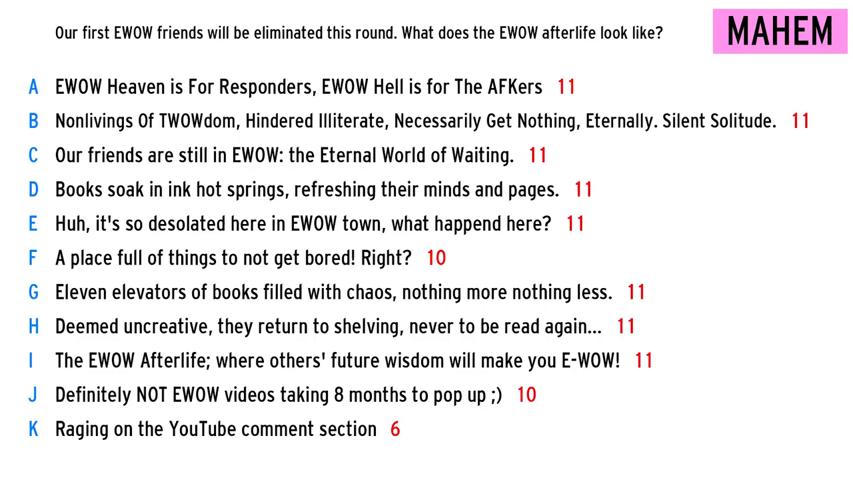 Our first EWOW friends will be eliminated this round. What does the EWOW afterlife look like?
MAHEM
A EWOW Heaven is For Responders, EWOW Hell is for The AFKers 11
B Nonlivings Of TWOWdom, Hindered Illiterate, Necessarily Get Nothing, Eternally. Silent Solitude. 11
C Our friends are still in EWOW: the Eternal World of Waiting. 11
D Books soak in ink hot springs, refreshing their minds and pages. 11
E Huh, it's so desolated here in EWOW town, what happend here? 11
F A place full of things to not get bored! Right? 10
G Eleven elevators of books filled with chaos, nothing more nothing less. 11
H Deemed uncreative, they return to shelving, never to be read again... 11
I The EWOW Afterlife; where others' future wisdom will make you E-WOW! 11
J Definitely NOT EWOW videos taking 8 months to pop up ;) 10
K Raging on the YouTube comment section 6